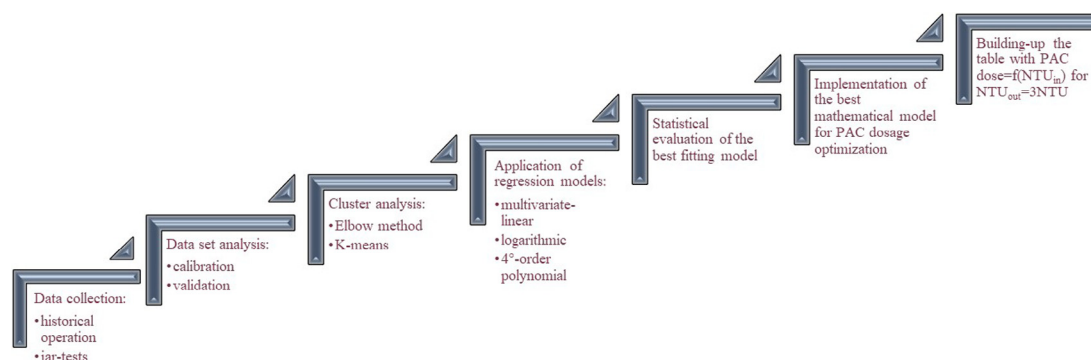 Data collection:
•historical
operation
•jar-tests
Data set analysis:
•calibration
•validation
Cluster analysis:
•Elbow method
•K-means
Application of
regression models:
•multivariate-
linear
•logarithmic
•4°-order
polynomial
Statistical
evaluation of the
best fitting model
Implementation of
the best
mathematical model
for PAC dosage
optimization
Building-up the
table with PAC
dose=f(NTUin) for
NTUout=3NTU